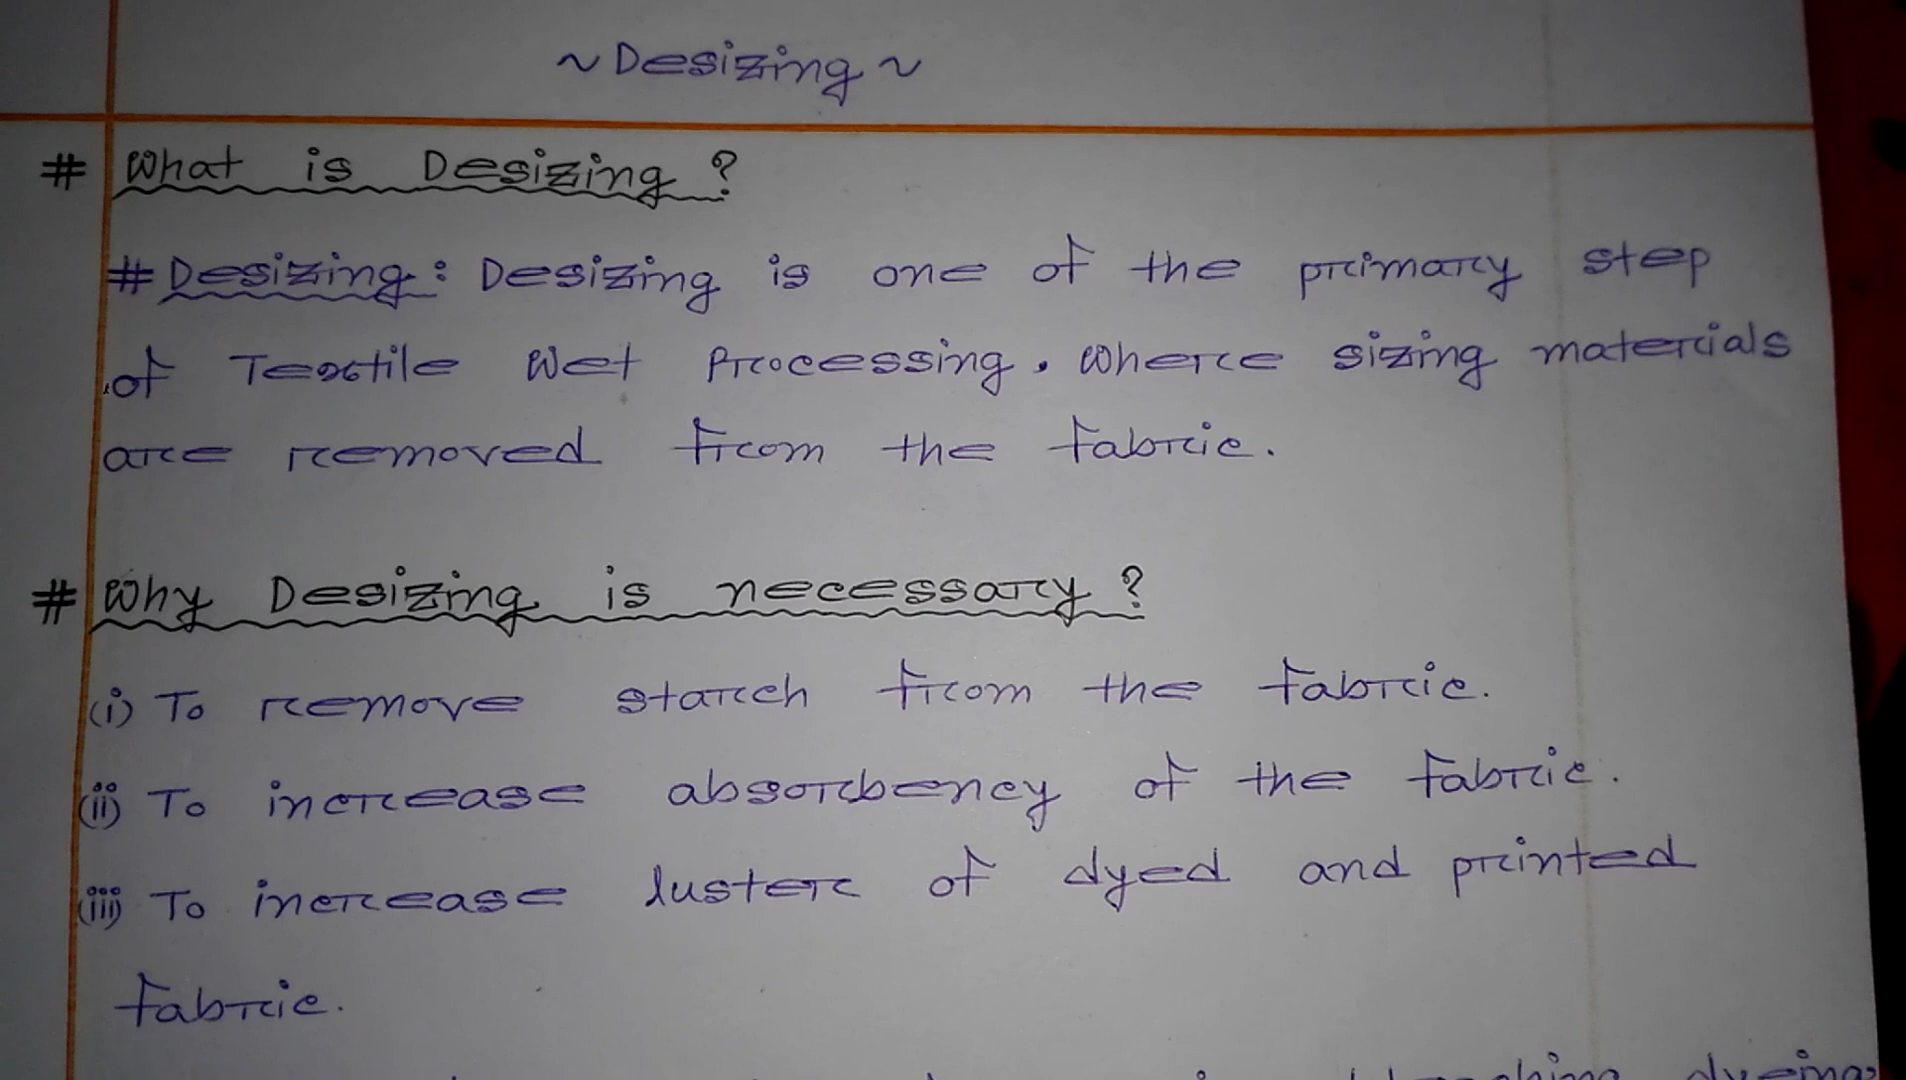 ~ Desizing ~
# What is Desizing ?
# Desizing : Desizing is one of the primary step
of Textile Wet Processing. Where sizing materials
are removed from the fabric.
# Why Desizing is necessary ?
(i) To remove starch from the fabric.
(ii) To increase absorbency of the fabric.
(iii) To increase luster of dyed and printed
fabric.